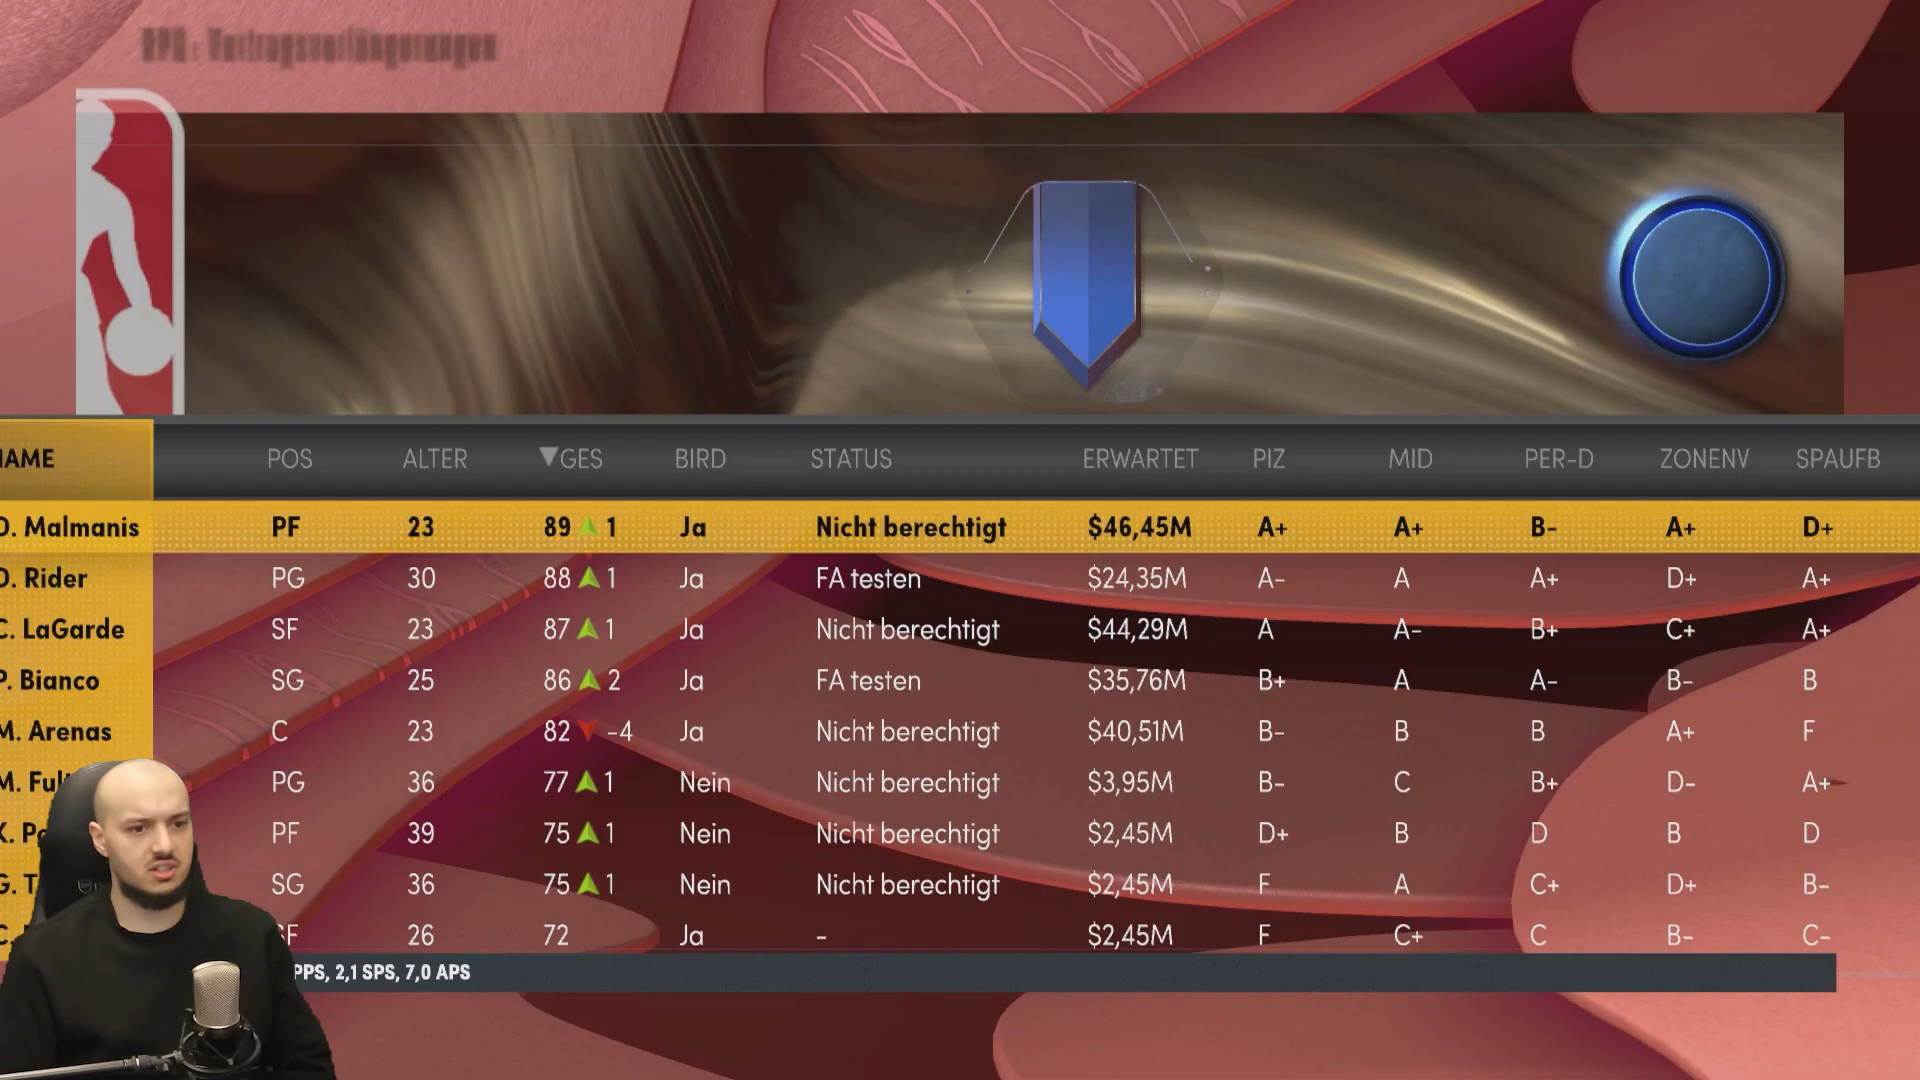 RPG : Vertragsverlängerungen
NAME POS ALTER ▼GES BIRD STATUS ERWARTET PIZ MID PER-D ZONENV SPAUFB
D. Malmanis PF 23 89 ▲ 1 Ja Nicht berechtigt $46,45M A+ A+ B- A+ D+
D. Rider PG 30 88 ▲ 1 Ja FA testen $24,35M A- A A+ D+ A+
C. LaGarde SF 23 87 ▲ 1 Ja Nicht berechtigt $44,29M A A- B+ C+ A+
P. Bianco SG 25 86 ▲ 2 Ja FA testen $35,76M B+ A A- B- B
M. Arenas C 23 82 ▼ -4 Ja Nicht berechtigt $40,51M B- B B A+ F
M. Ful PG 36 77 ▲ 1 Nein Nicht berechtigt $3,95M B- C B+ D- A+
K. PF 39 75 ▲ 1 Nein Nicht berechtigt $2,45M D+ B D B D
G. T SG 36 75 ▲ 1 Nein Nicht berechtigt $2,45M F A C+ D+ B-
C. SF 26 72 Ja - $2,45M F C+ C B- C-
PPS, 2,1 SPS, 7,0 APS